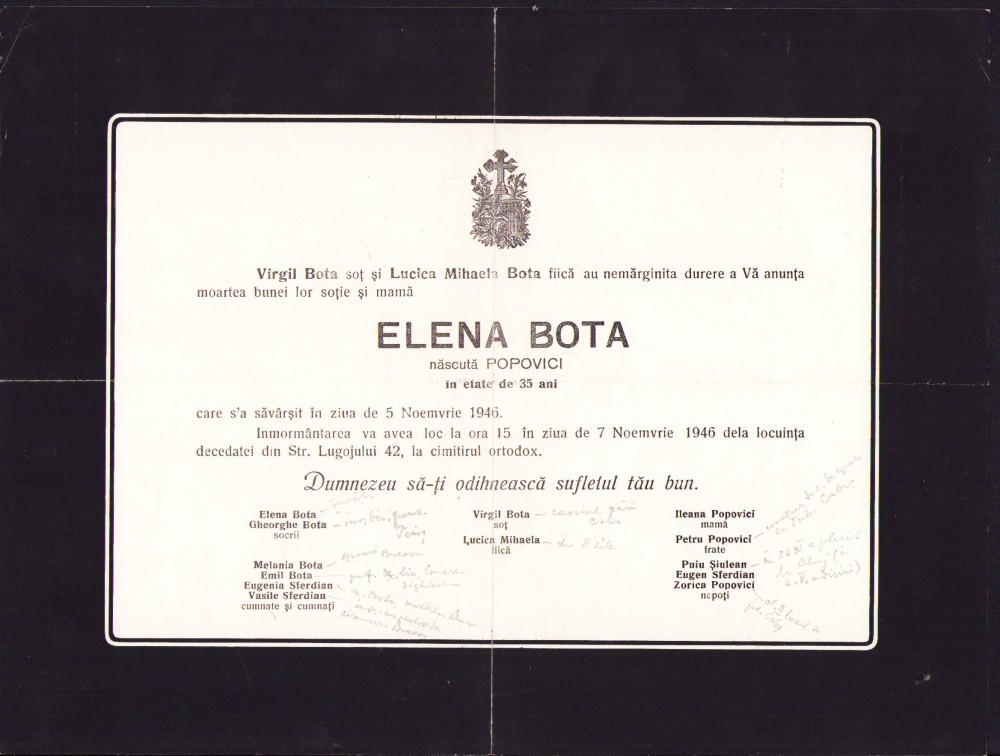 Virgil Bota soț și Lucica Mihaela Bota fiică au nemărginita durere a Vă anunța
moartea bunei lor soție și mamă
ELENA BOTA
născută POPOVICI
în etate de 35 ani
care s'a săvârșit în ziua de 5 Noemvrie 1946.
Inmormântarea va avea loc la ora 15 în ziua de 7 Noemvrie 1946 dela locuința
decedatei din Str. Lugojului 42, la cimitirul ortodox.
Dumnezeu să-ți odihnească sufletul tău bun.
Elena Bota
Gheorghe Bota
socrii
Melania Bota
Emil Bota
Eugenia Sferdian
Vasile Sferdian
cumnate și cumnați
Virgil Bota
soț
Lucica Mihaela
fiică
de 8 zile
Ileana Popovici
mamă
Petru Popovici
frate
Puiu Șiulean
Eugen Sferdian
Zorica Popovici
nepoți